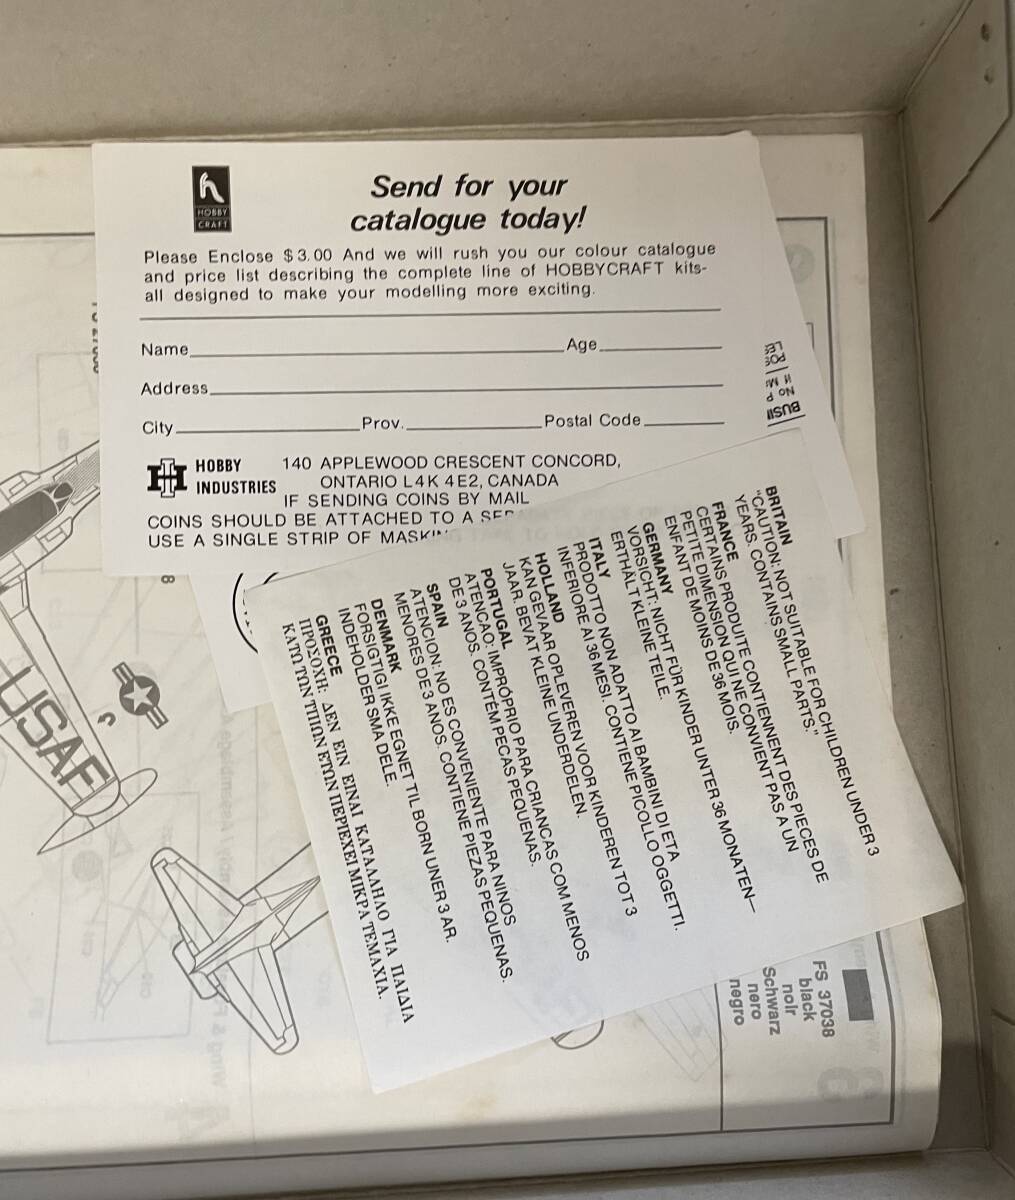 HOBBY
CRAFT
Send for your
catalogue today!
Please Enclose $3.00 And we will rush you our colour catalogue
and price list describing the complete line of HOBBYCRAFT kits-
all designed to make your modelling more exciting.
Name
Age
Address
City
Prov.
Postal Code
HOBBY
INDUSTRIES
140 APPLEWOOD CRESCENT CONCORD,
ONTARIO L4K 4E2, CANADA
IF SENDING COINS BY MAIL
COINS SHOULD BE ATTACHED TO A
USE A SINGLE STRIP OF
BRITAIN
"CAUTION: NOT SUITABLE FOR CHILDREN UNDER 3
YEARS. CONTAINS SMALL PARTS."
FRANCE
CERTAINS PRODUITE CONTIENNENT DES PIECES DE
PETITE DIMENSION QUI NE CONVIENT PAS A UN
ENFANT DE MOINS DE 36 MOIS.
GERMANY
VORSICHT: NICHT FÜR KINDER UNTER 36 MONATEN—
ERTHÄLT KLEINE TEILE.
ITALY
PRODOTTO NON ADATTO AI BAMBINI DI ETA
INFERIORE AI 36 MESI. CONTIENE PICOLLO OGGETTI.
HOLLAND
KAN GEVAAR OPLEVEREN VOOR KINDEREN TOT 3
JAAR. BEVAT KLEINE UNDERDELEN.
PORTUGAL
ATENCAO: IMPRÓPRIO PARA CRIANCAS COM MENOS
DE 3 ANOS. CONTÉM PECAS PEQUENAS.
SPAIN
ATENCION: NO ES CONVENIENTE PARA NINOS
MENORES DE 3 ANOS. CONTIENE PIEZAS PEQUENAS.
DENMARK
FORSIGTIGI IKKE EGNET TIL BORN UNER 3 AR.
INDEHOLDER SMA DELE.
GREECE
ΠΡΟΣΟΧΗ: ΔΕΝ ΕΙΝ ΕΙΝΑΙ ΚΑΤΑΛΛΗΛΟ ΓΙΑ ΠΑΙΔΙΑ
ΚΑΤΩ ΤΩΝ ΤΠΩΝ ΕΤΩΝ ΠΕΡΙΕΧΕΙ ΜΙΚΡΑ ΤΕΜΑΧΙΑ.
USAF
8
FS 37038
black
noir
Schwarz
nero
negro